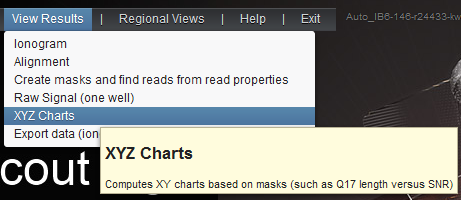 View Results | Regional Views | Help | Exit
Auto_IB6-146-r24433-kw
Ionogram
Alignment
Create masks and find reads from read properties
Raw Signal (one well)
XYZ Charts
Export data (ion
cout
XYZ Charts
Computes XY charts based on masks (such as Q17 length versus SNR)